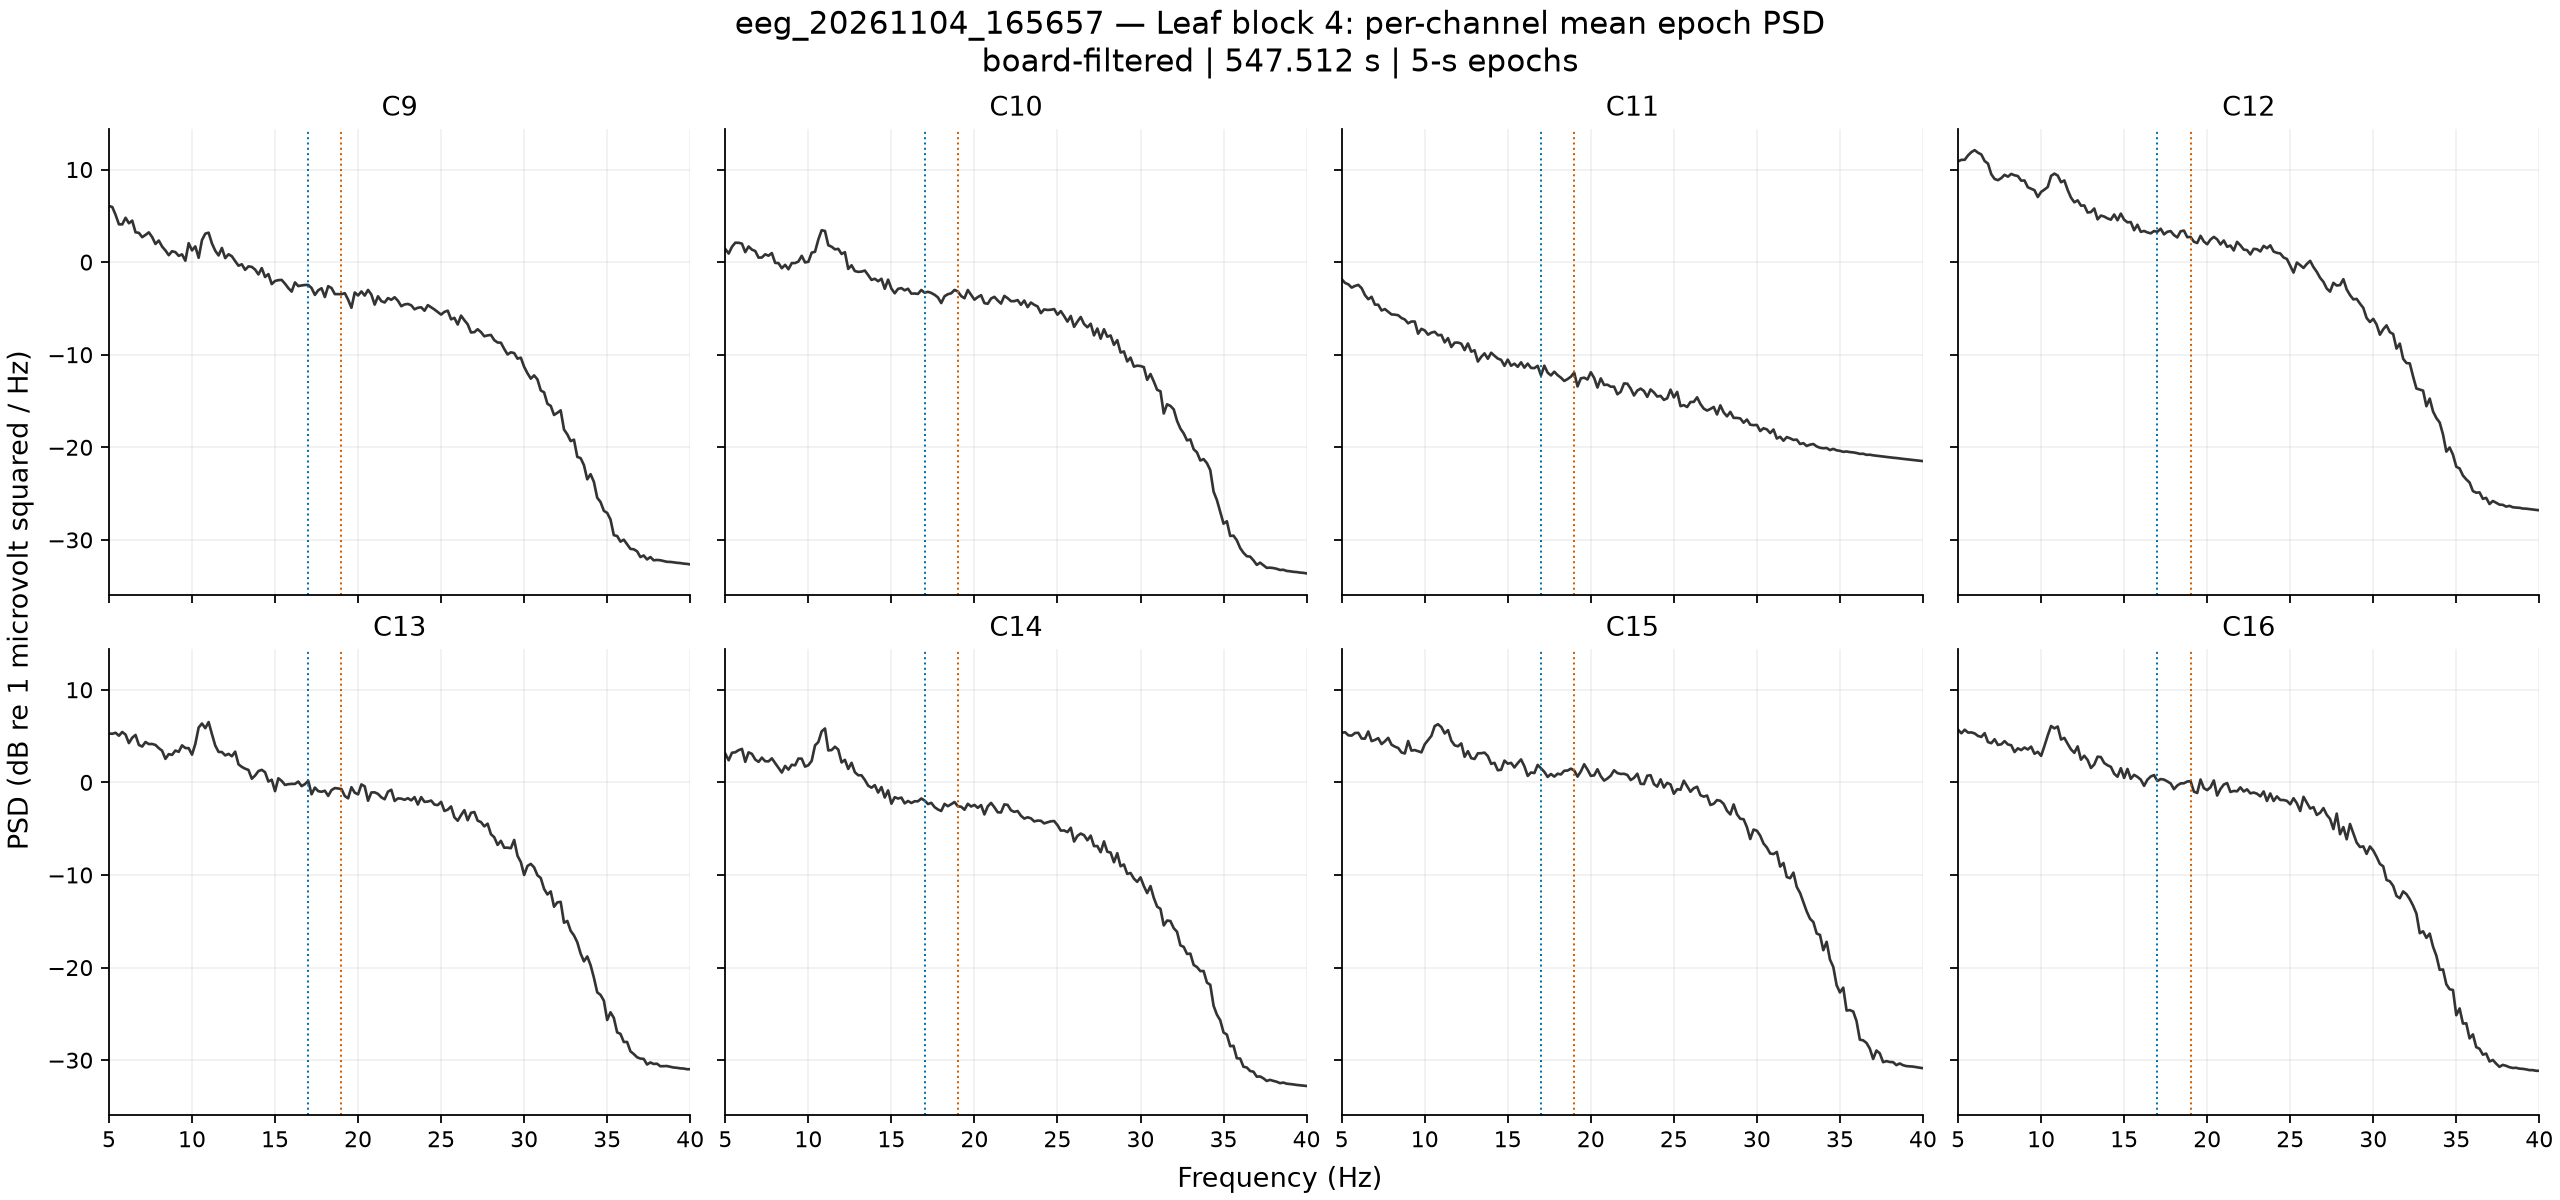 eeg_20261104_165657 — Leaf block 4: per-channel mean epoch PSD
board-filtered | 547.512 s | 5-s epochs
C9
C10
C11
C12
10
0
−10
−20
−30
C13
C14
C15
C16
10
0
−10
−20
−30
5 10 15 20 25 30 35 40
5 10 15 20 25 30 35 40
5 10 15 20 25 30 35 40
5 10 15 20 25 30 35 40
PSD (dB re 1 microvolt squared / Hz)
Frequency (Hz)